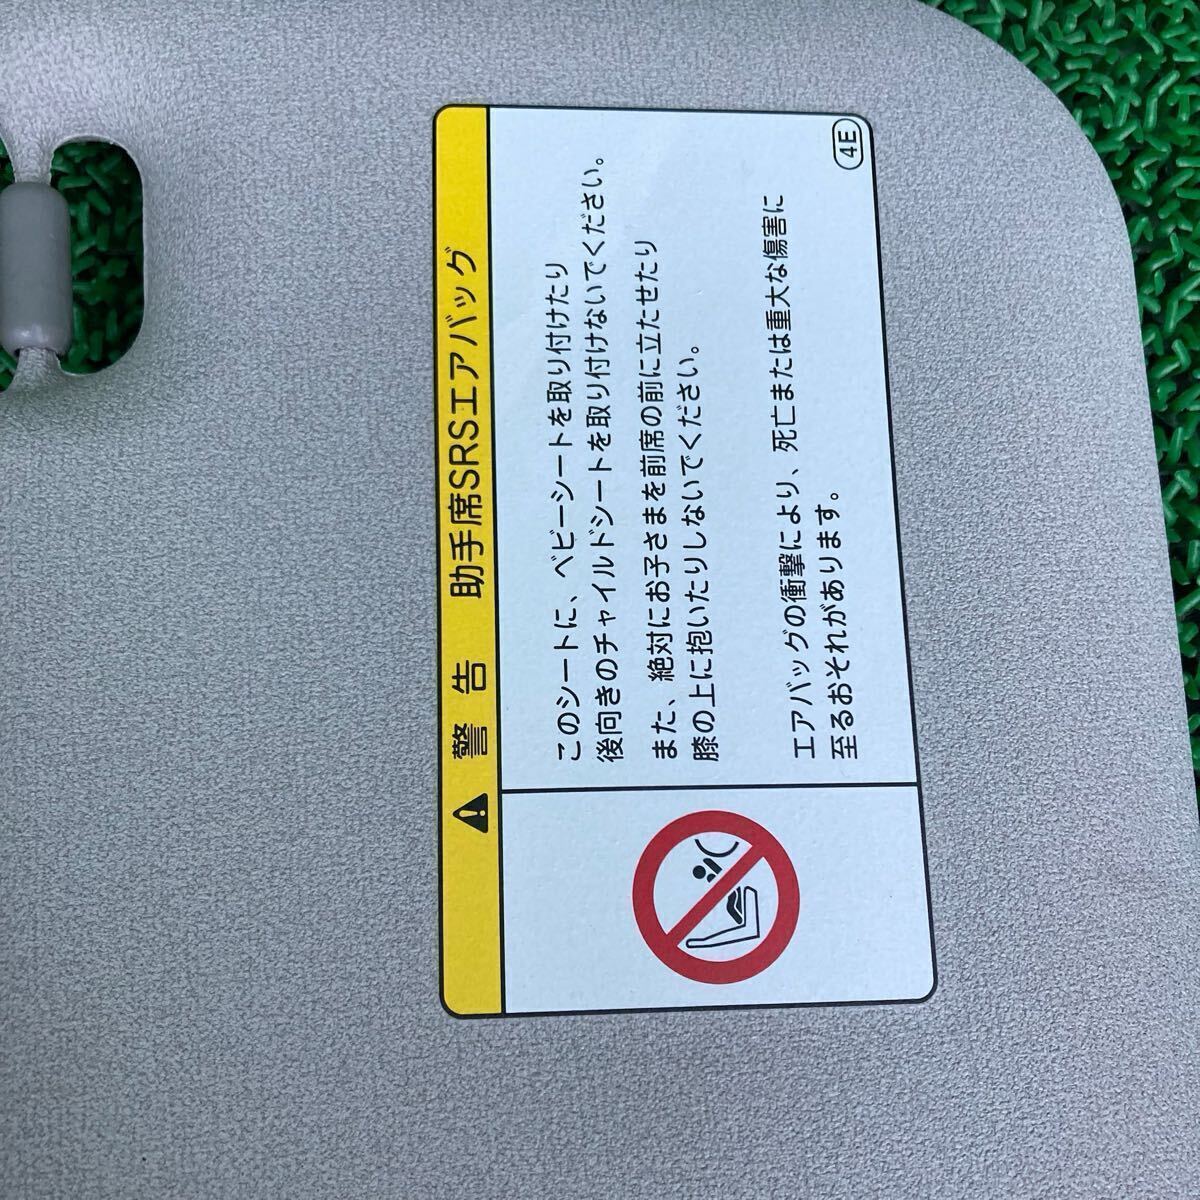 警告 助手席SRSエアバッグ
このシートに、ベビーシートを取り付けたり
後向きのチャイルドシートを取り付けないでください。
また、絶対にお子さまを前席の前に立たせたり
膝の上に抱いたりしないでください。
エアバッグの衝撃により、死亡または重大な傷害に
至るおそれがあります。
4E